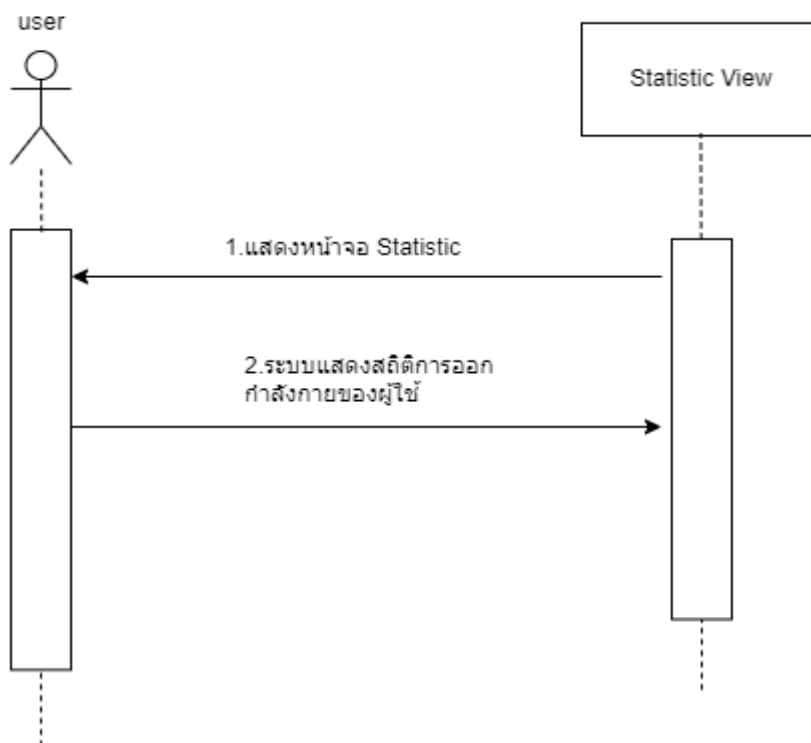 user
Statistic View
1.แสดงหน้าจอ Statistic
2.ระบบแสดงสถิติการออก
กำลังกายของผู้ใช้